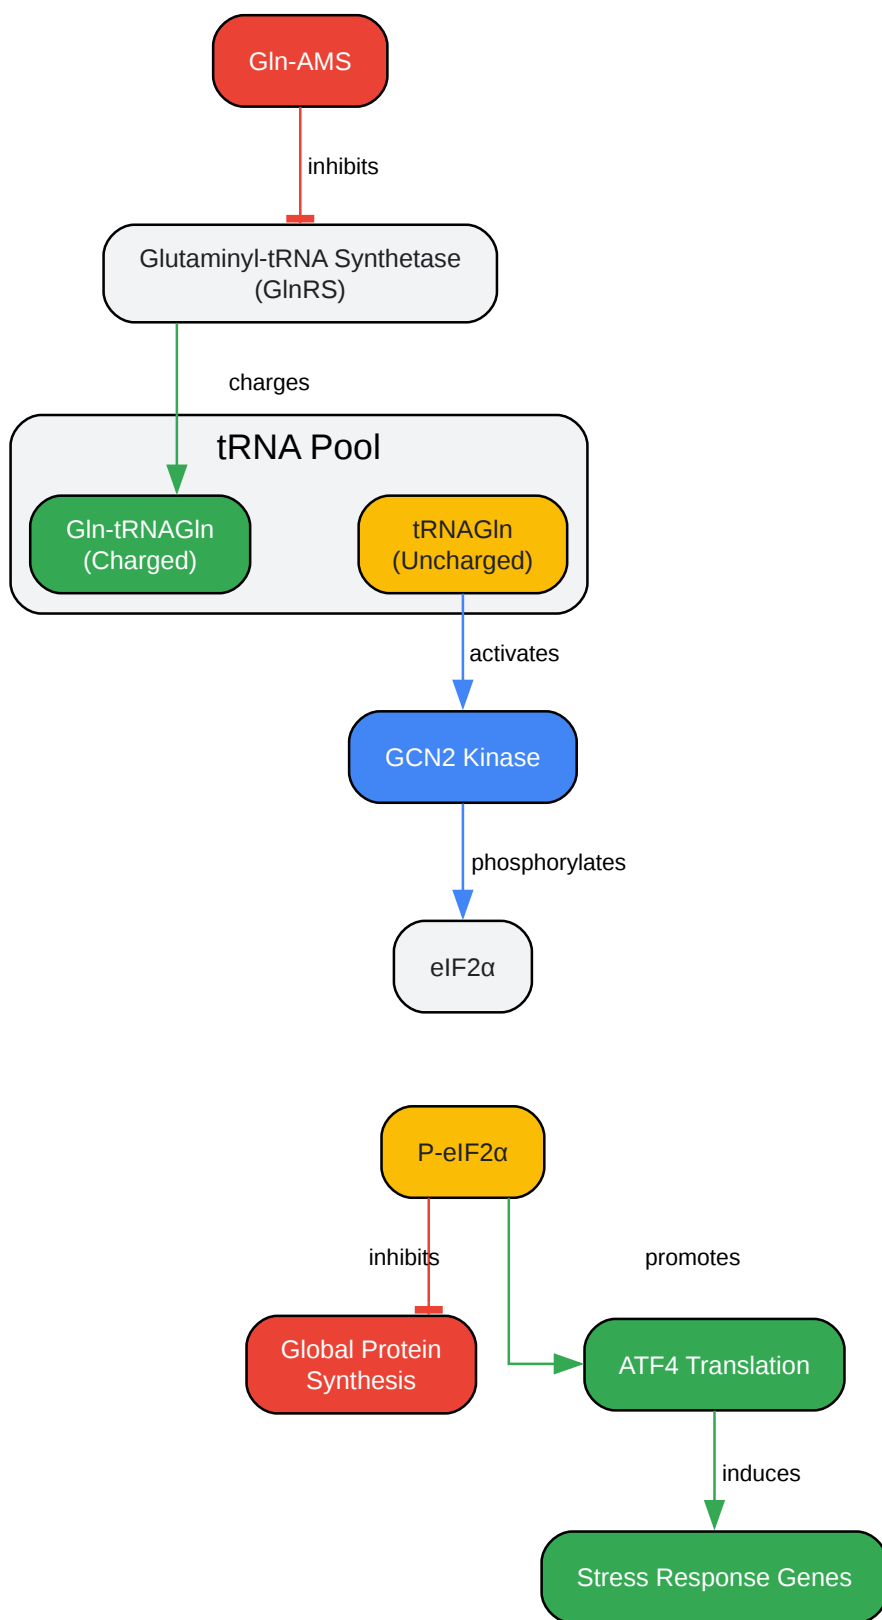 Gln-AMS
inhibits
Glutaminyl-tRNA Synthetase
(GlnRS)
charges
tRNA Pool
Gln-tRNAGln
(Charged)
tRNAGln
(Uncharged)
activates
GCN2 Kinase
phosphorylates
eIF2α
P-eIF2α
inhibits
promotes
Global Protein
Synthesis
ATF4 Translation
induces
Stress Response Genes